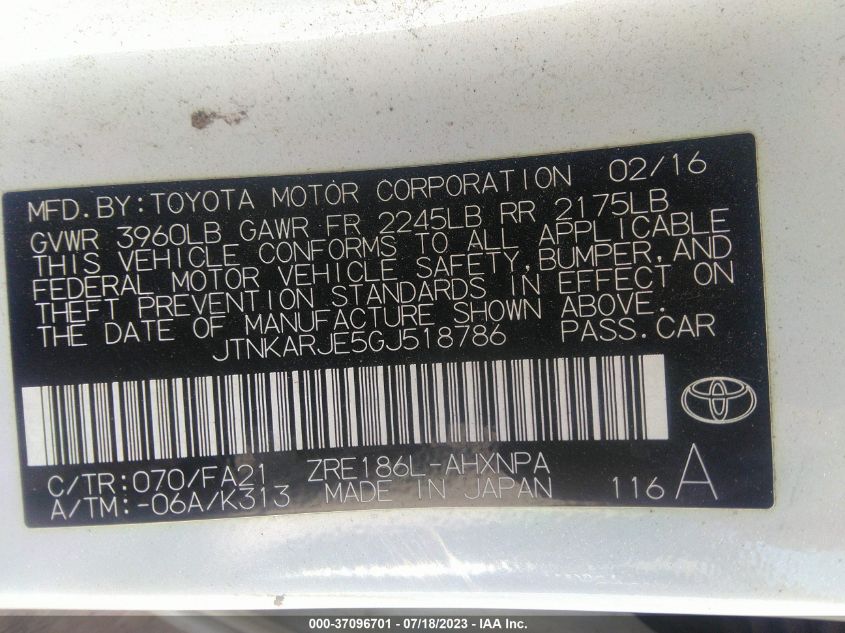 MFD.BY:TOYOTA MOTOR CORPORATION 02/16
GVWR 3960LB GAWR FR 2245LB RR 2175LB
THIS VEHICLE CONFORMS TO ALL APPLICABLE
FEDERAL MOTOR VEHICLE SAFETY,BUMPER,AND
THEFT PREVENTION STANDARDS IN EFFECT ON
THE DATE OF MANUFACTURE SHOWN ABOVE.
JTNKARJE5GJ518786 PASS.CAR
C/TR:070/FA21 ZRE186L-AHXNPA
A/TM:-06A/K313 MADE IN JAPAN 116 A
000-37096701 - 07/18/2023 - IAA Inc.